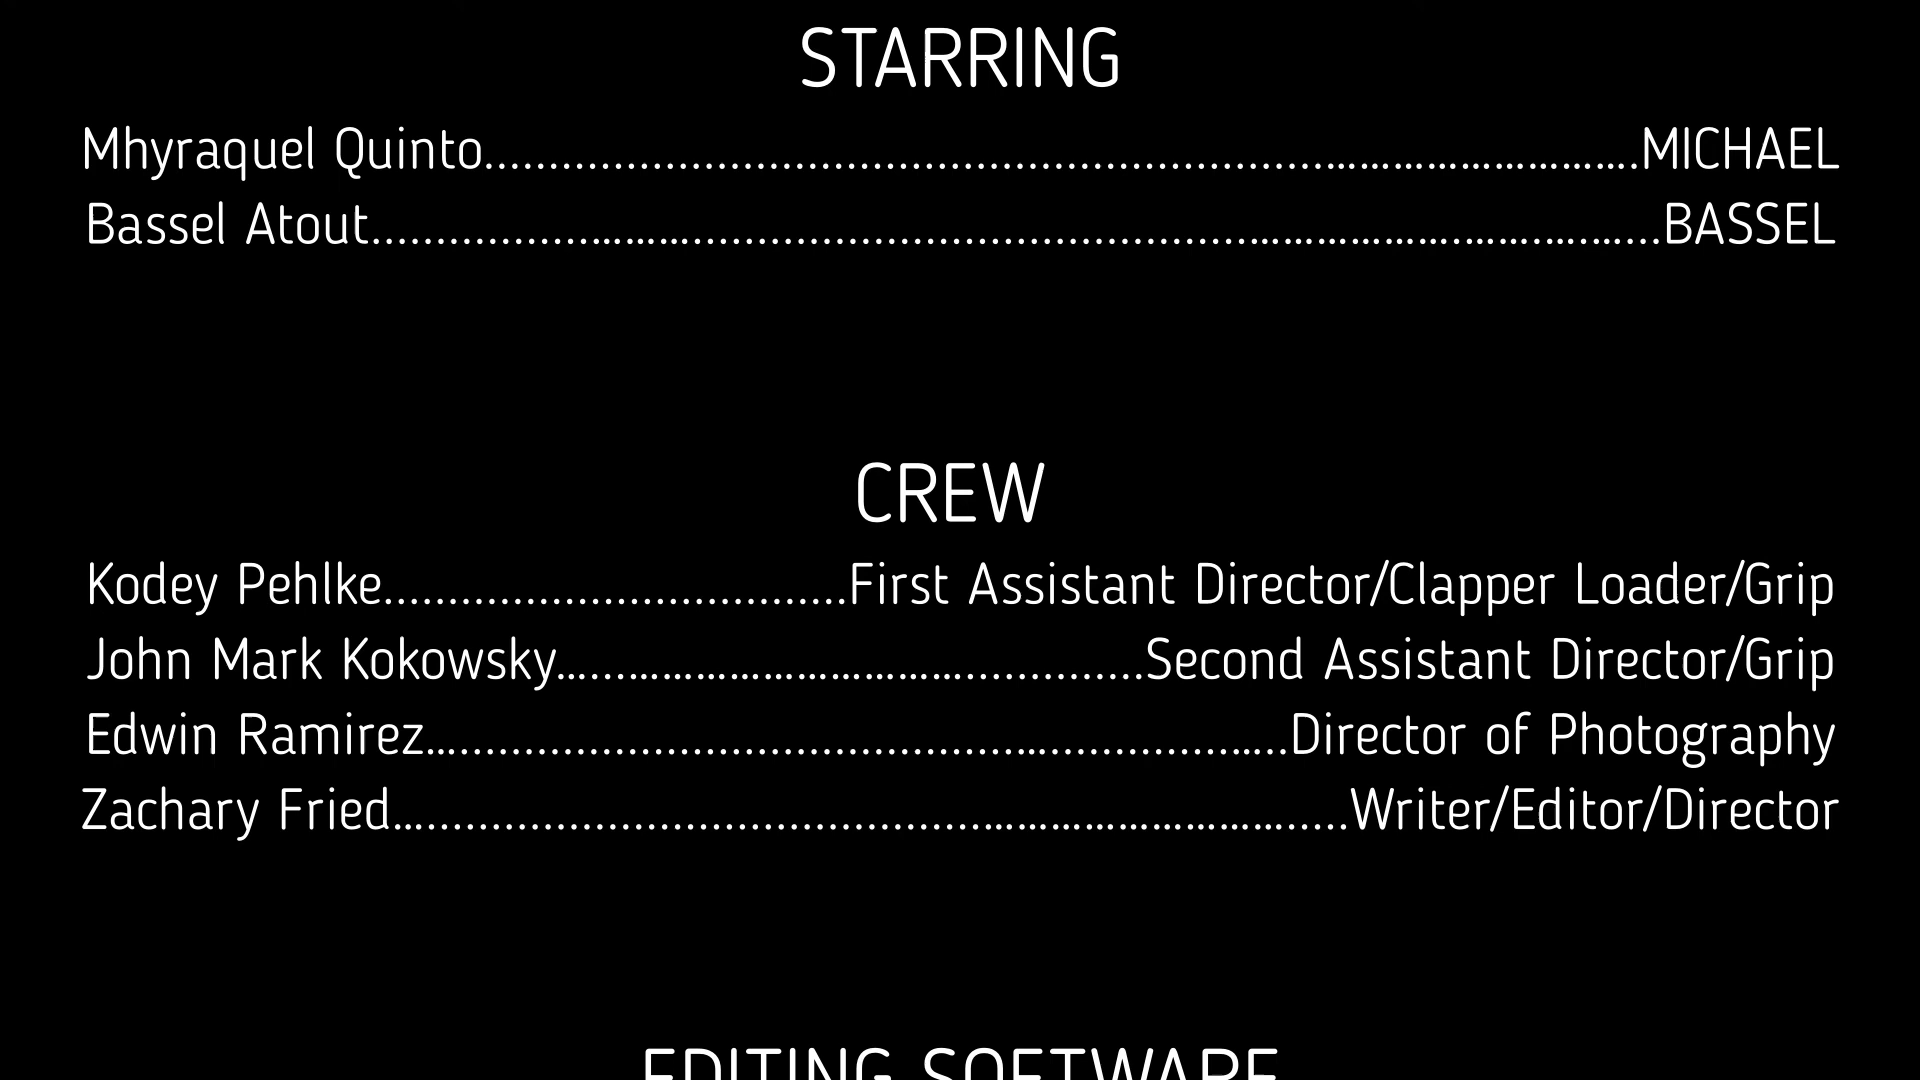 STARRING
Mhyraquel Quinto........................................................................................MICHAEL
Bassel Atout....................................................................................................BASSEL
CREW
Kodey Pehlke...................................First Assistant Director/Clapper Loader/Grip
John Mark Kokowsky.............................................Second Assistant Director/Grip
Edwin Ramirez..................................................................Director of Photography
Zachary Fried.........................................................................Writer/Editor/Director
EDITING SOFTWARE